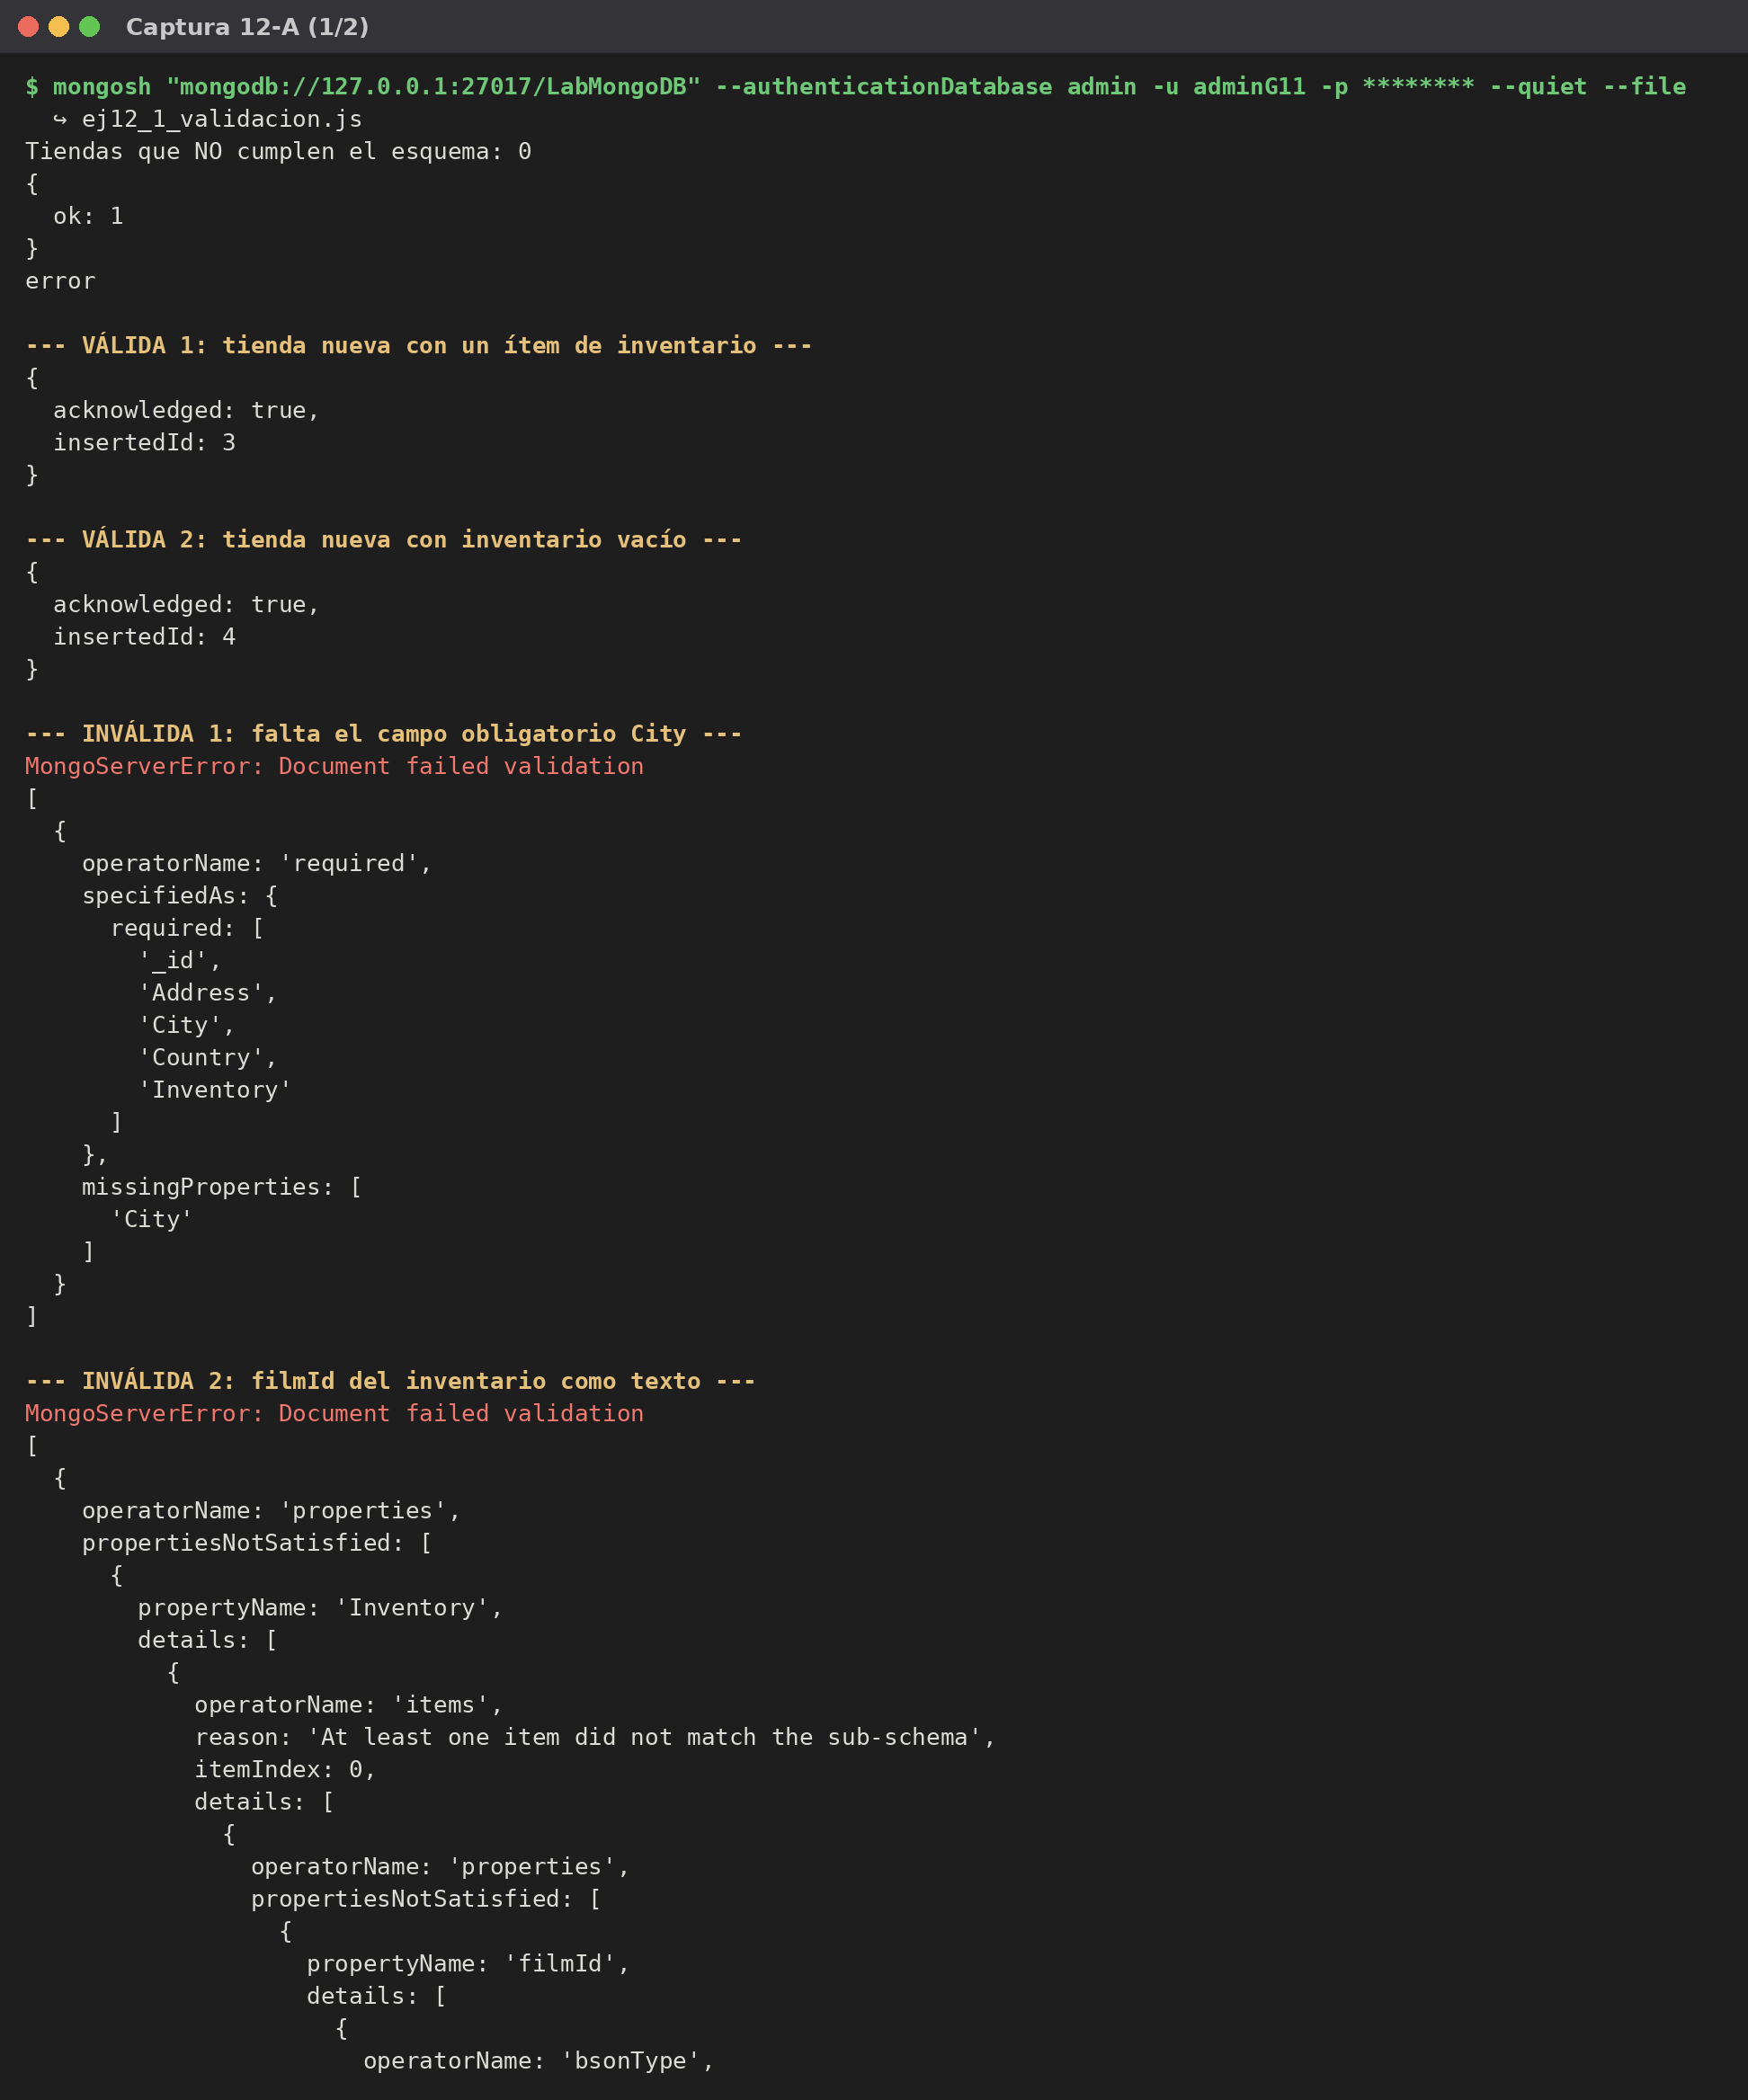 Captura 12-A (1/2)
$ mongosh "mongodb://127.0.0.1:27017/LabMongoDB" --authenticationDatabase admin -u adminG11 -p ******** --quiet --file
  ↪ ej12_1_validacion.js
Tiendas que NO cumplen el esquema: 0
{
  ok: 1
}
error

--- VÁLIDA 1: tienda nueva con un ítem de inventario ---
{
  acknowledged: true,
  insertedId: 3
}

--- VÁLIDA 2: tienda nueva con inventario vacío ---
{
  acknowledged: true,
  insertedId: 4
}

--- INVÁLIDA 1: falta el campo obligatorio City ---
MongoServerError: Document failed validation
[
  {
    operatorName: 'required',
    specifiedAs: {
      required: [
        '_id',
        'Address',
        'City',
        'Country',
        'Inventory'
      ]
    },
    missingProperties: [
      'City'
    ]
  }
]

--- INVÁLIDA 2: filmId del inventario como texto ---
MongoServerError: Document failed validation
[
  {
    operatorName: 'properties',
    propertiesNotSatisfied: [
      {
        propertyName: 'Inventory',
        details: [
          {
            operatorName: 'items',
            reason: 'At least one item did not match the sub-schema',
            itemIndex: 0,
            details: [
              {
                operatorName: 'properties',
                propertiesNotSatisfied: [
                  {
                    propertyName: 'filmId',
                    details: [
                      {
                        operatorName: 'bsonType',